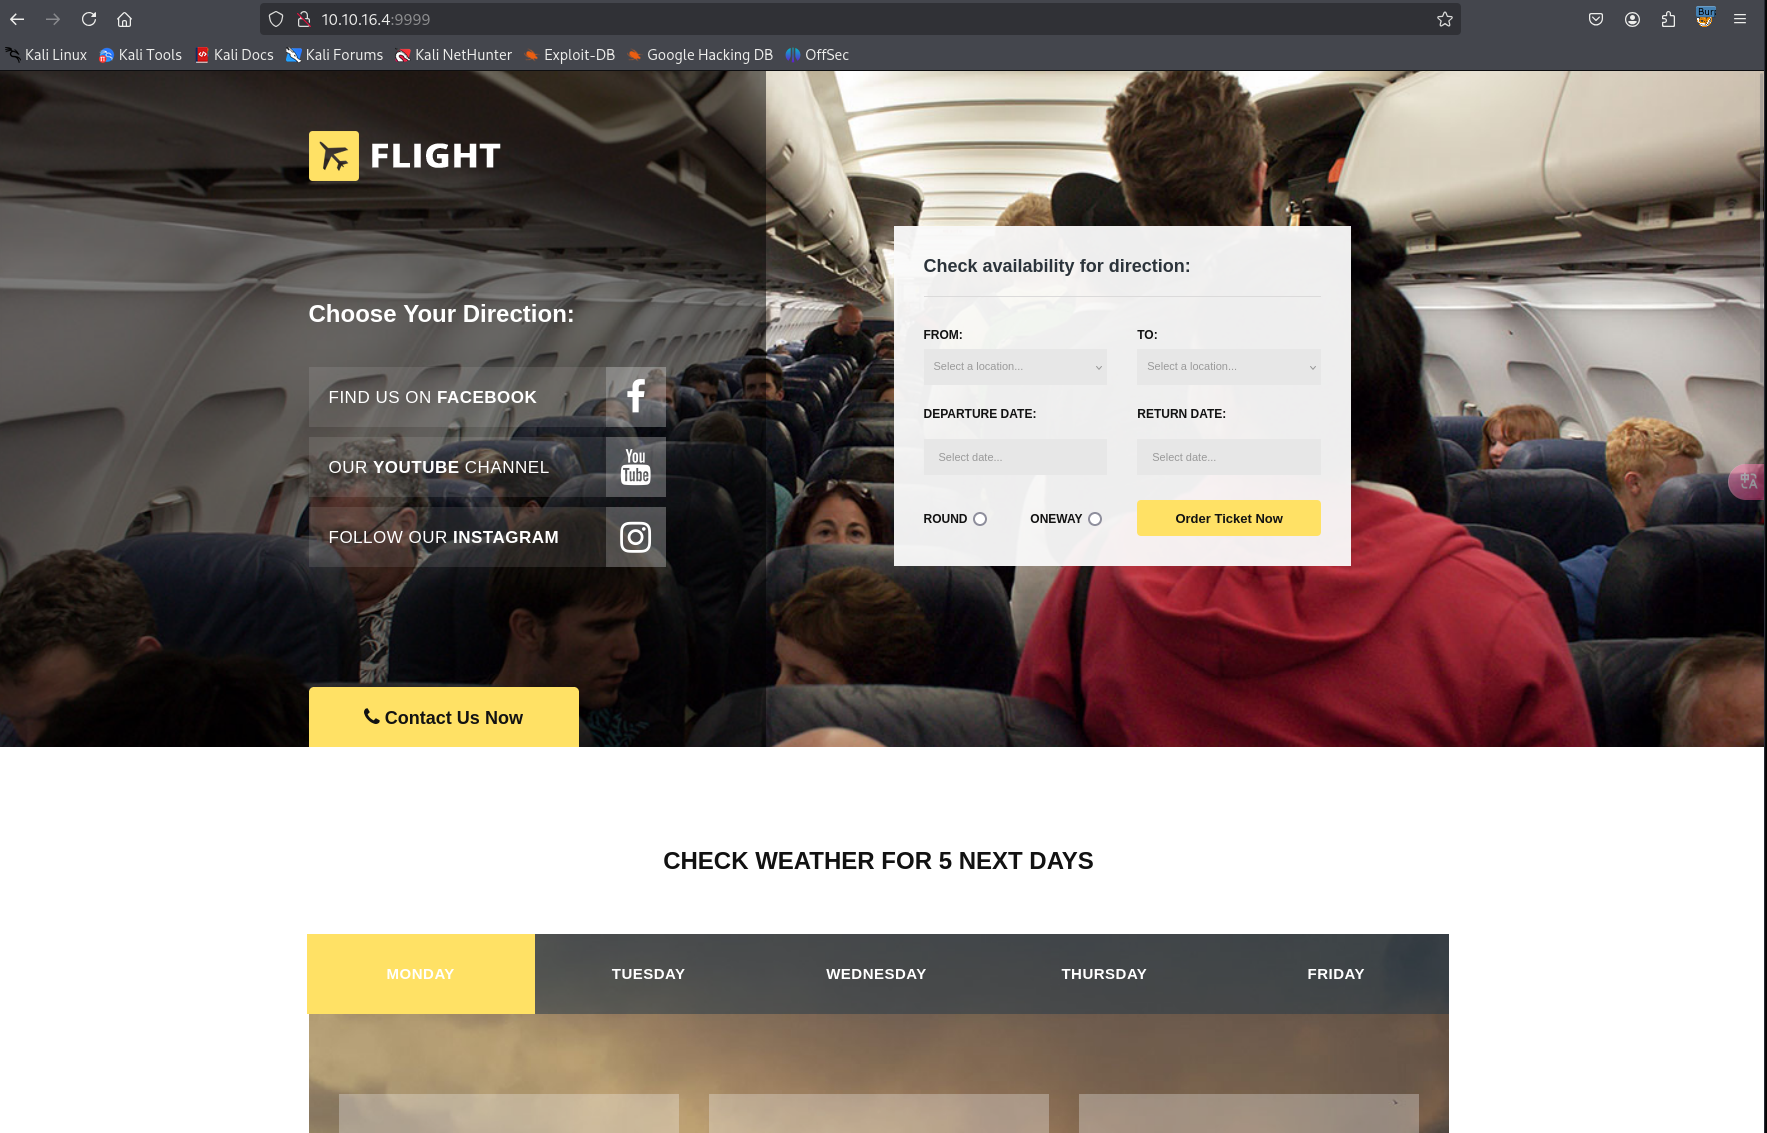 10.10.16.4:9999
Kali Linux Kali Tools Kali Docs Kali Forums Kali NetHunter Exploit-DB Google Hacking DB OffSec
FLIGHT
Choose Your Direction:
FIND US ON FACEBOOK
OUR YOUTUBE CHANNEL
You
Tube
FOLLOW OUR INSTAGRAM
Contact Us Now
Check availability for direction:
FROM: TO:
Select a location... Select a location...
DEPARTURE DATE: RETURN DATE:
Select date... Select date...
ROUND ONEWAY Order Ticket Now
CHECK WEATHER FOR 5 NEXT DAYS
MONDAY TUESDAY WEDNESDAY THURSDAY FRIDAY